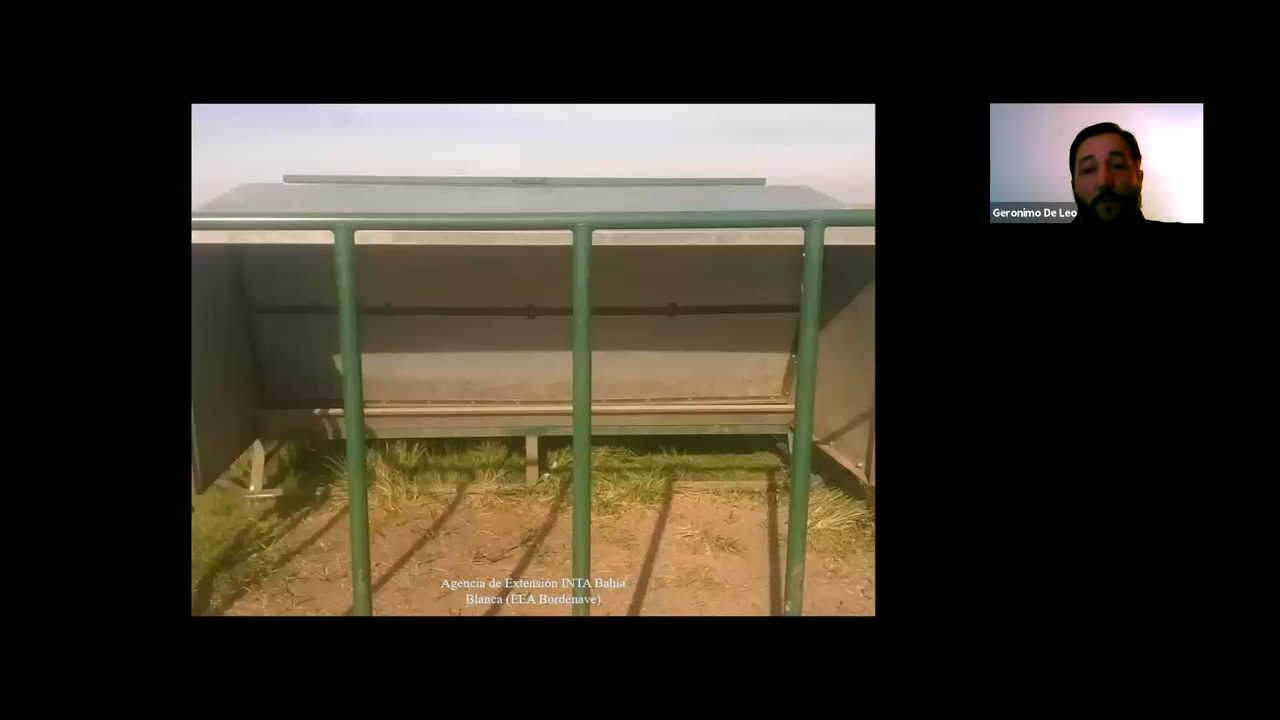 Geronimo De Leo
Agencia de Extensión INTA Bahía
Blanca (EEA Bordenave)